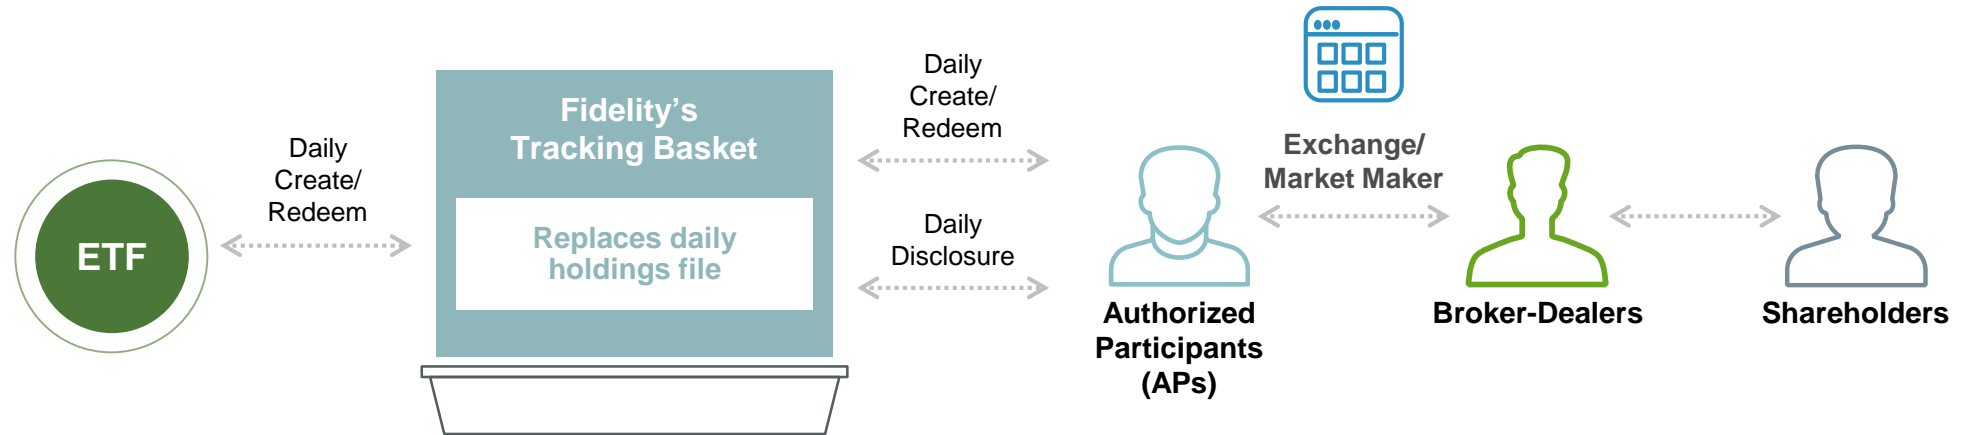 ETF
Daily
Create/
Redeem
Fidelity’s
Tracking Basket
Replaces daily
holdings file
Daily
Create/
Redeem
Daily
Disclosure
Authorized
Participants
(APs)
Exchange/
Market Maker
Broker-Dealers
Shareholders